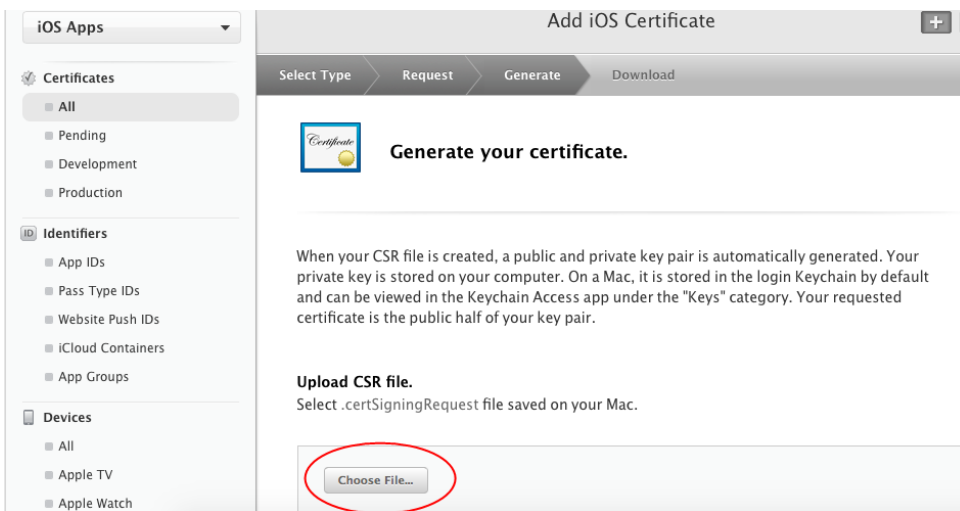 iOS Apps
Add iOS Certificate
+
Certificates
All
Pending
Development
Production
ID Identifiers
App IDs
Pass Type IDs
Website Push IDs
iCloud Containers
App Groups
Devices
All
Apple TV
Apple Watch
Select Type
Request
Generate
Download
Certificate
Generate your certificate.
When your CSR file is created, a public and private key pair is automatically generated. Your
private key is stored on your computer. On a Mac, it is stored in the login Keychain by default
and can be viewed in the Keychain Access app under the "Keys" category. Your requested
certificate is the public half of your key pair.
Upload CSR file.
Select .certSigningRequest file saved on your Mac.
Choose File...